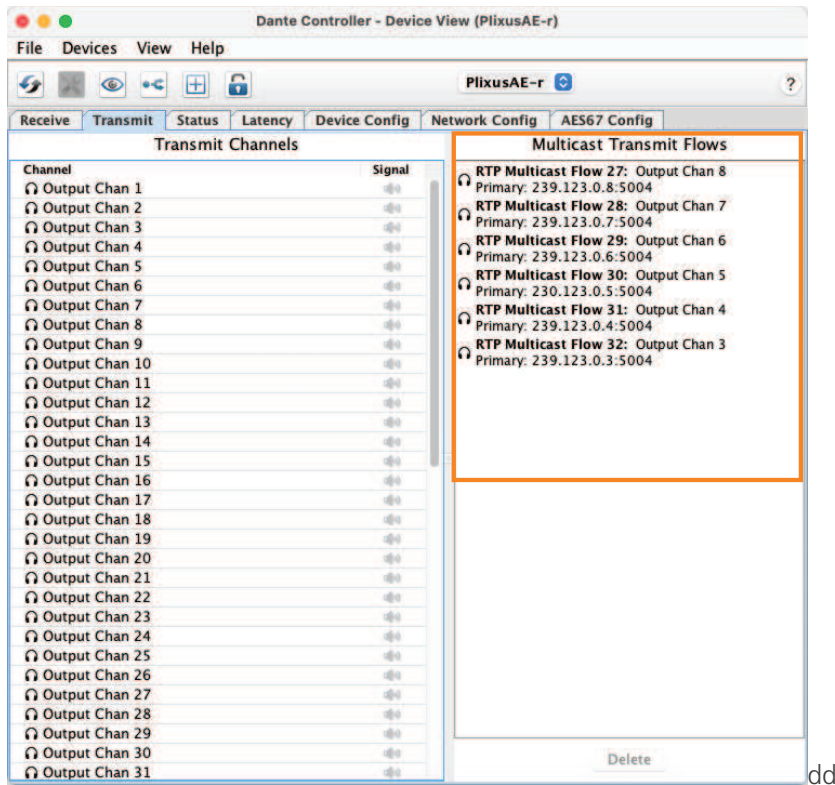 Dante Controller - Device View (PlixusAE-r)
File Devices View Help
PlixusAE-r
?
Receive Transmit Status Latency Device Config Network Config AES67 Config
Transmit Channels
Channel Signal
Output Chan 1
Output Chan 2
Output Chan 3
Output Chan 4
Output Chan 5
Output Chan 6
Output Chan 7
Output Chan 8
Output Chan 9
Output Chan 10
Output Chan 11
Output Chan 12
Output Chan 13
Output Chan 14
Output Chan 15
Output Chan 16
Output Chan 17
Output Chan 18
Output Chan 19
Output Chan 20
Output Chan 21
Output Chan 22
Output Chan 23
Output Chan 24
Output Chan 25
Output Chan 26
Output Chan 27
Output Chan 28
Output Chan 29
Output Chan 30
Output Chan 31
Multicast Transmit Flows
RTP Multicast Flow 27: Output Chan 8
Primary: 239.123.0.8:5004
RTP Multicast Flow 28: Output Chan 7
Primary: 239.123.0.7:5004
RTP Multicast Flow 29: Output Chan 6
Primary: 239.123.0.6:5004
RTP Multicast Flow 30: Output Chan 5
Primary: 230.123.0.5:5004
RTP Multicast Flow 31: Output Chan 4
Primary: 239.123.0.4:5004
RTP Multicast Flow 32: Output Chan 3
Primary: 239.123.0.3:5004
Delete
dd